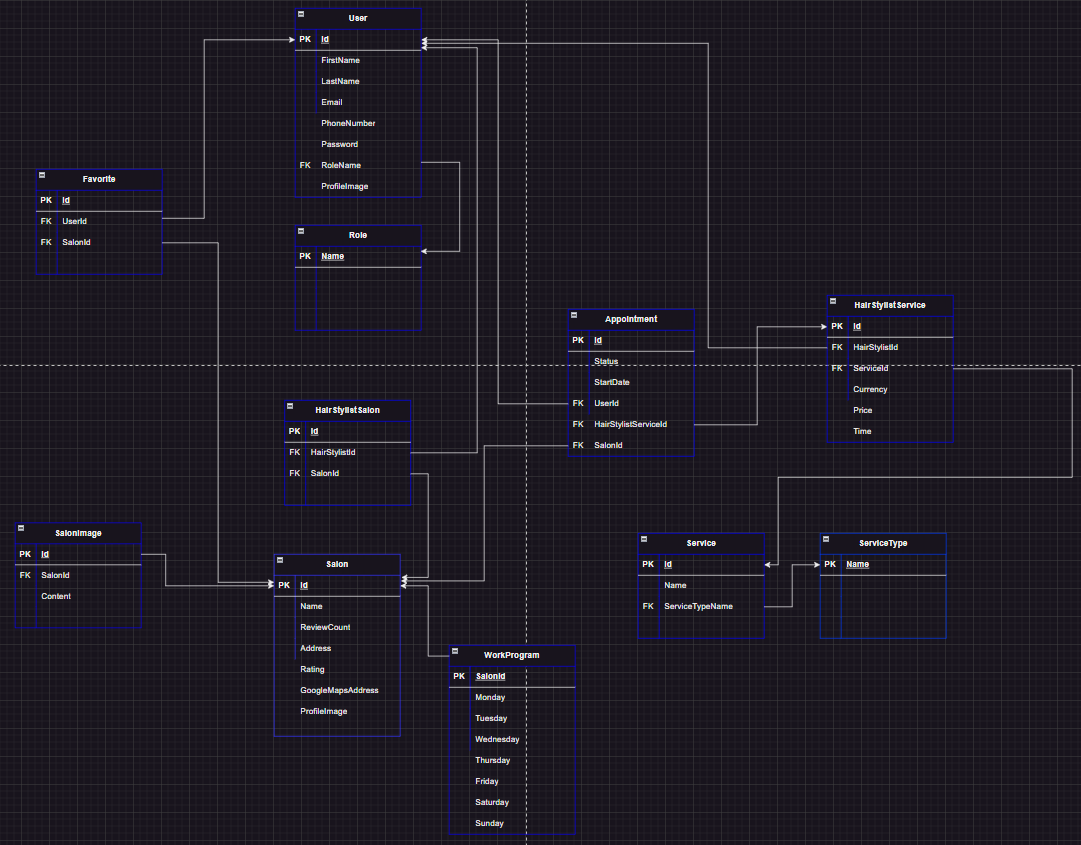 User
PK Id
FirstName
LastName
Email
PhoneNumber
Password
FK RoleName
ProfileImage
Favorite
PK Id
FK UserId
FK SalonId
Role
PK Name
Appointment
PK Id
Status
StartDate
FK UserId
FK HairStylistServiceId
FK SalonId
HairStylistService
PK Id
FK HairStylistId
FK ServiceId
Currency
Price
Time
HairStylistSalon
PK Id
FK HairStylistId
FK SalonId
SalonImage
PK Id
FK SalonId
Content
Salon
PK Id
Name
ReviewCount
Address
Rating
GoogleMapsAddress
ProfileImage
Service
PK Id
Name
FK ServiceTypeName
ServiceType
PK Name
WorkProgram
PK SalonId
Monday
Tuesday
Wednesday
Thursday
Friday
Saturday
Sunday